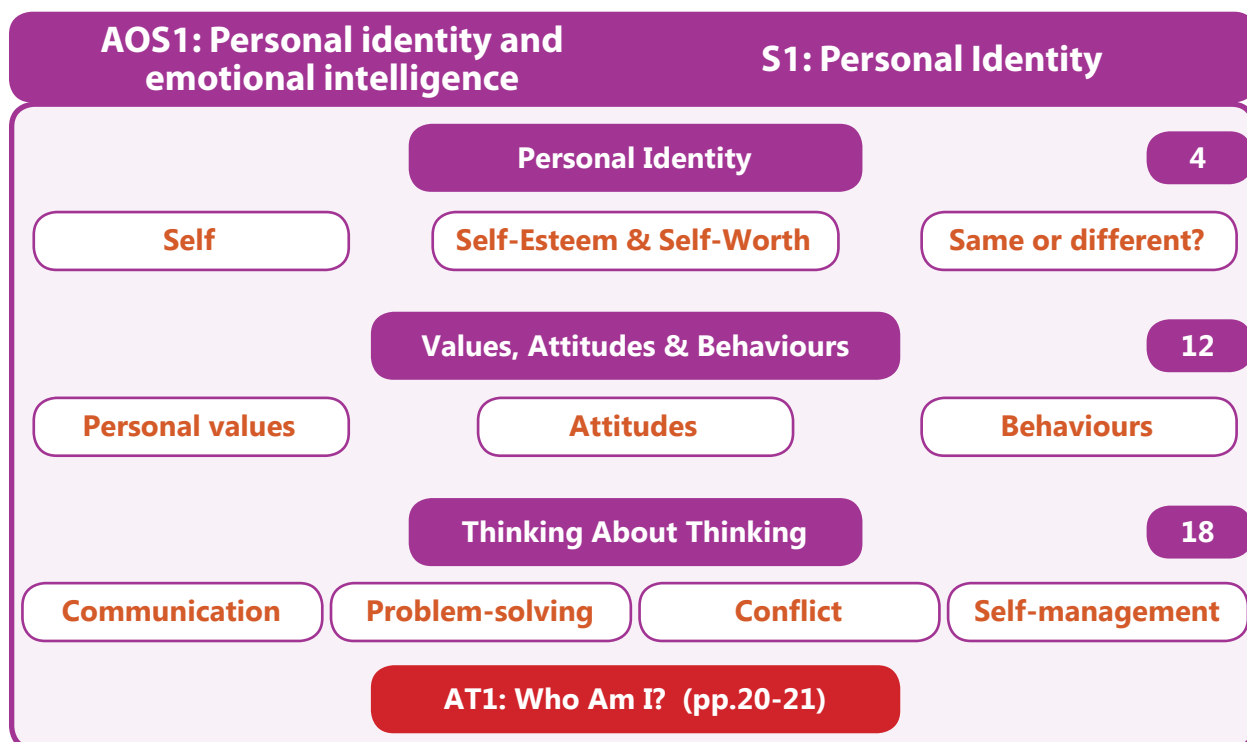 AOS1: Personal identity and
emotional intelligence
S1: Personal Identity
Personal Identity
4
Self
Self-Esteem & Self-Worth
Same or different?
Values, Attitudes & Behaviours
12
Personal values
Attitudes
Behaviours
Thinking About Thinking
18
Communication
Problem-solving
Conflict
Self-management
AT1: Who Am I? (pp.20-21)